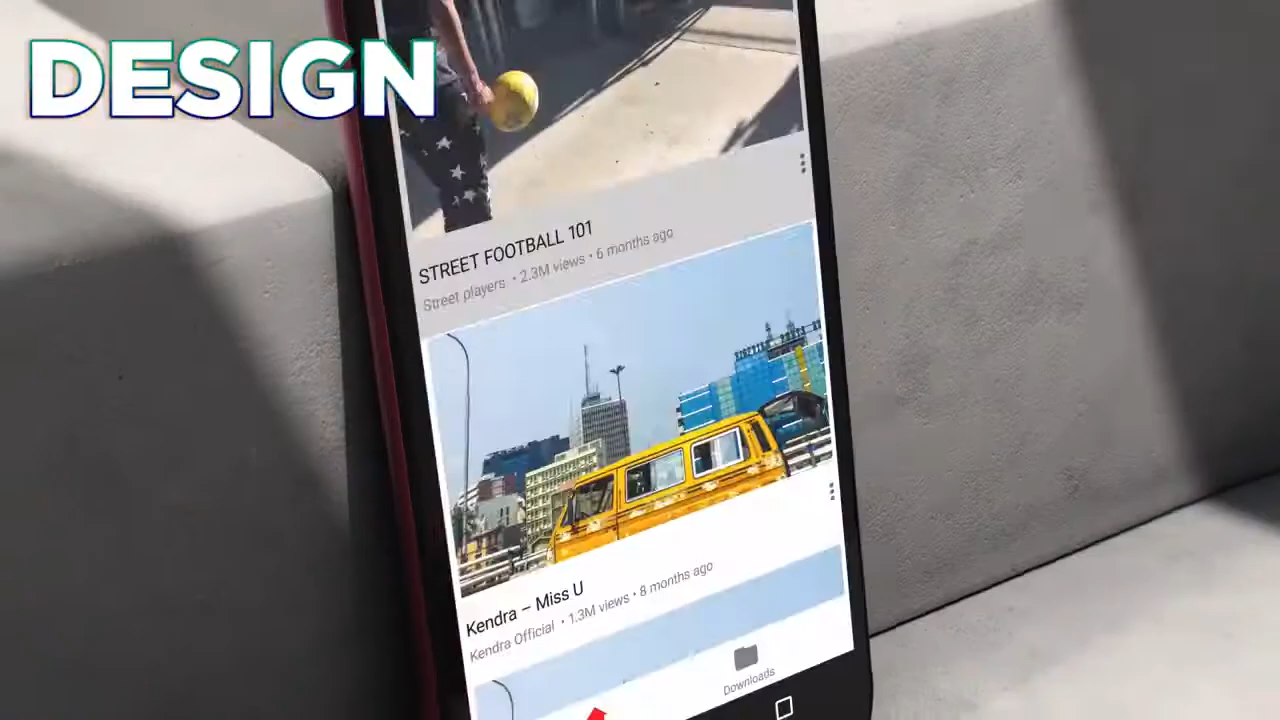 DESIGN
STREET FOOTBALL 101
Street players • 2.3M views • 6 months ago
Kendra – Miss U
Kendra Official • 1.3M views • 8 months ago
Downloads